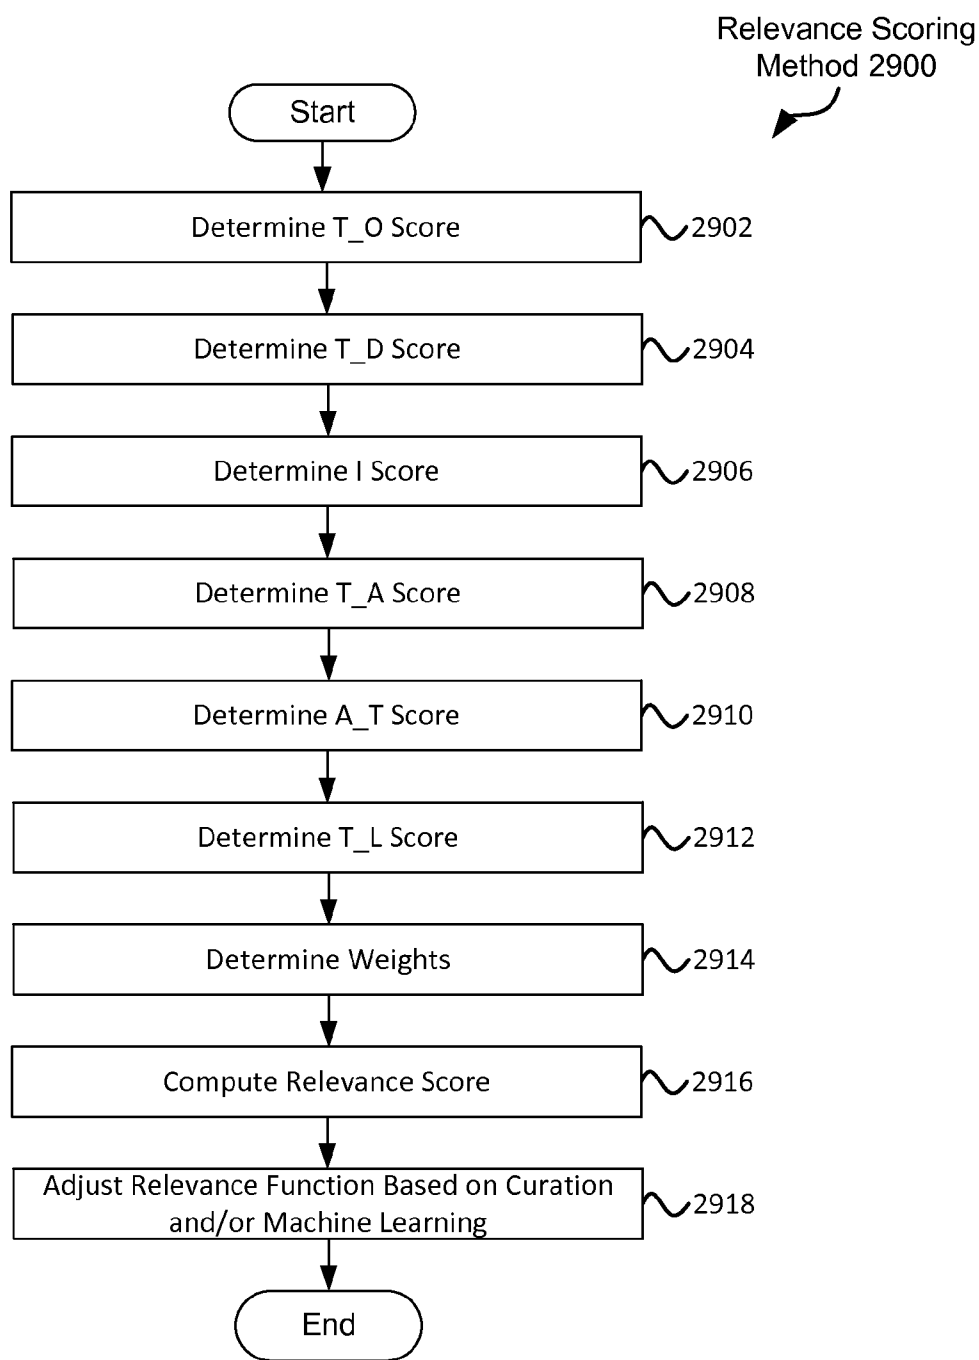 Relevance Scoring
Method 2900
Start
Determine T_O Score
2902
Determine T_D Score
2904
Determine I Score
2906
Determine T_A Score
2908
Determine A_T Score
2910
Determine T_L Score
2912
Determine Weights
2914
Compute Relevance Score
2916
Adjust Relevance Function Based on Curation
and/or Machine Learning
2918
End